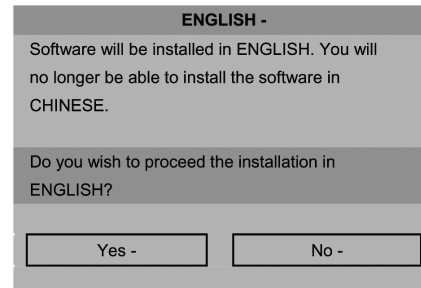 ENGLISH -
Software will be installed in ENGLISH. You will
no longer be able to install the software in
CHINESE.
Do you wish to proceed the installation in
ENGLISH?
Yes -
No -